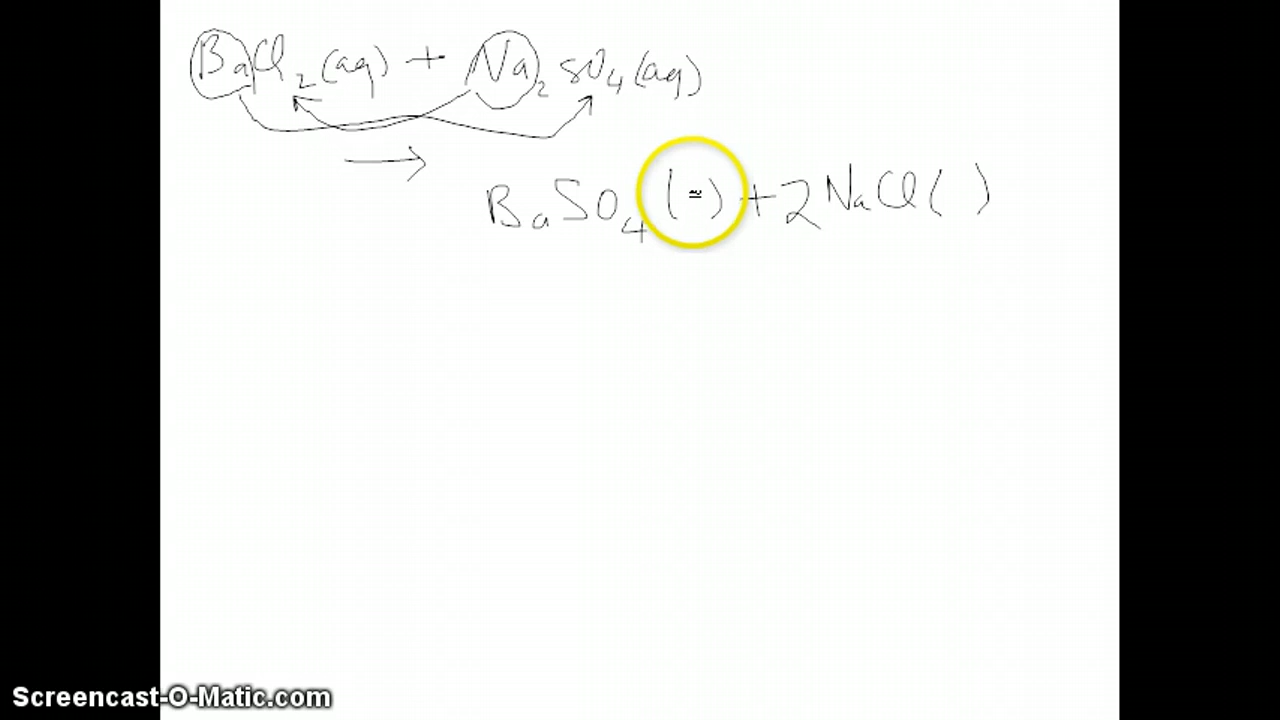 BaCl2(aq) + Na2SO4(aq)
→
BaSO4( ) + 2NaCl( )
Screencast-O-Matic.com